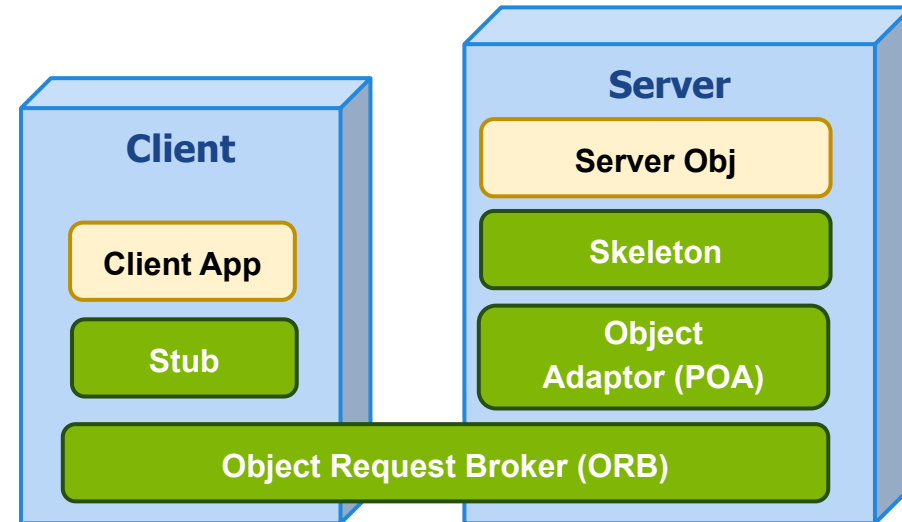 Client
Client App
Stub
Server
Server Obj
Skeleton
Object
Adaptor (POA)
Object Request Broker (ORB)